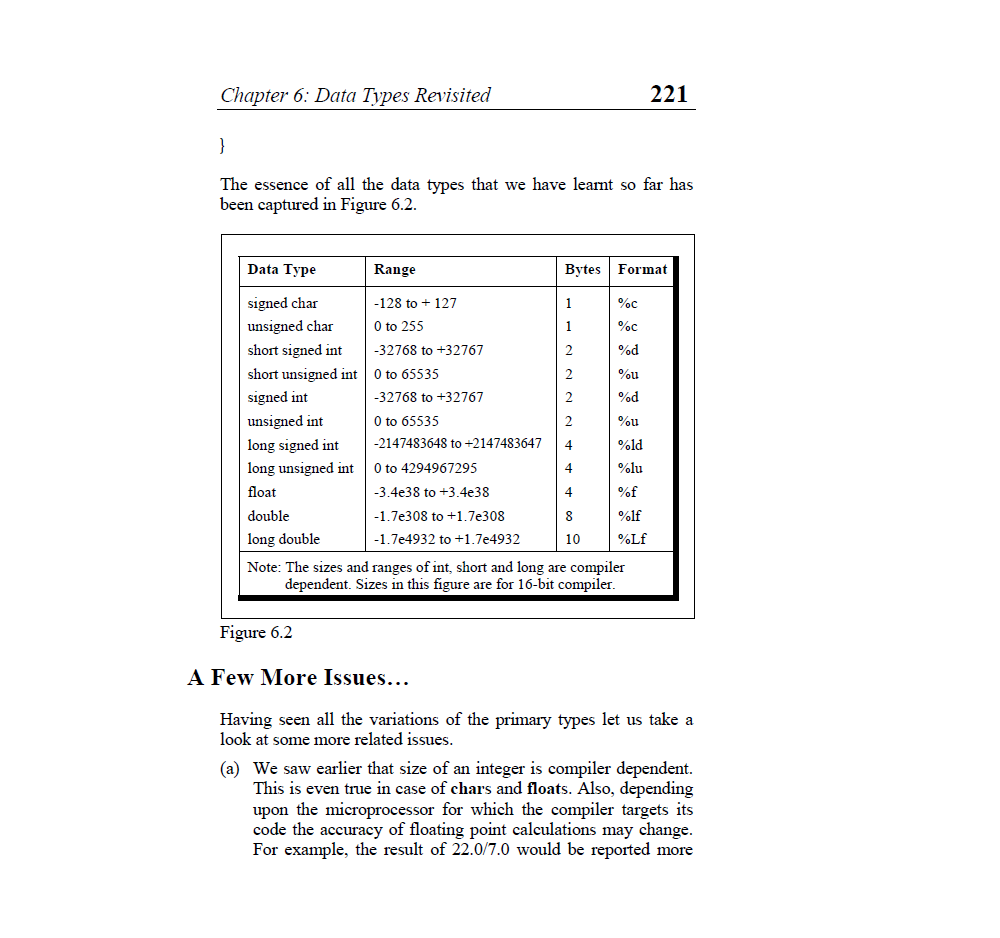 Chapter 6: Data Types Revisited 221
}
The essence of all the data types that we have learnt so far has
been captured in Figure 6.2.
Data Type Range Bytes Format
signed char -128 to + 127 1 %c
unsigned char 0 to 255 1 %c
short signed int -32768 to +32767 2 %d
short unsigned int 0 to 65535 2 %u
signed int -32768 to +32767 2 %d
unsigned int 0 to 65535 2 %u
long signed int -2147483648 to +2147483647 4 %ld
long unsigned int 0 to 4294967295 4 %lu
float -3.4e38 to +3.4e38 4 %f
double -1.7e308 to +1.7e308 8 %lf
long double -1.7e4932 to +1.7e4932 10 %Lf
Note: The sizes and ranges of int, short and long are compiler
dependent. Sizes in this figure are for 16-bit compiler.
Figure 6.2
A Few More Issues…
Having seen all the variations of the primary types let us take a
look at some more related issues.
(a) We saw earlier that size of an integer is compiler dependent.
This is even true in case of chars and floats. Also, depending
upon the microprocessor for which the compiler targets its
code the accuracy of floating point calculations may change.
For example, the result of 22.0/7.0 would be reported more